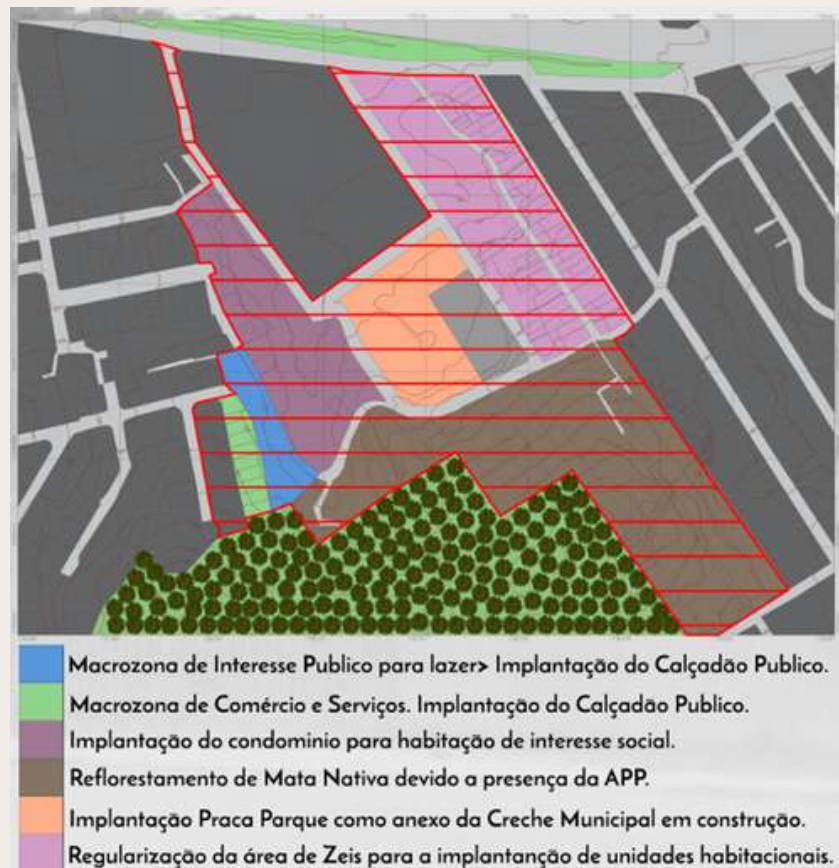 Macrozona de Interesse Publico para lazer> Implantação do Calçadão Publico.
Macrozona de Comércio e Serviços. Implantação do Calçadão Publico.
Implantação do condominio para habitação de interesse social.
Reflorestamento de Mata Nativa devido a presença da APP.
Implantação Praca Parque como anexo da Creche Municipal em construção.
Regularização da área de Zeis para a implantanção de unidades habitacionais.